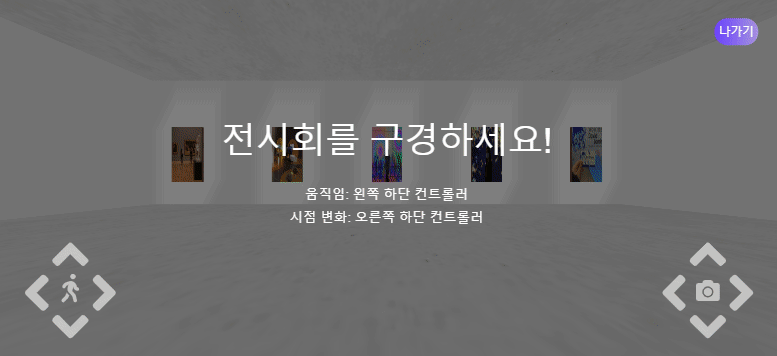 나가기
전시회를 구경하세요!
움직임: 왼쪽 하단 컨트롤러
시점 변화: 오른쪽 하단 컨트롤러